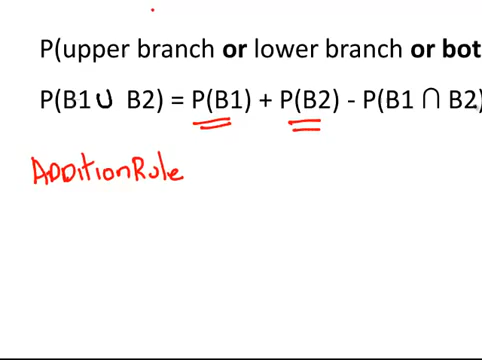 P(upper branch or lower branch or bot
P(B1 ∪ B2) = P(B1) + P(B2) - P(B1 ∩ B2)
AdditionRule